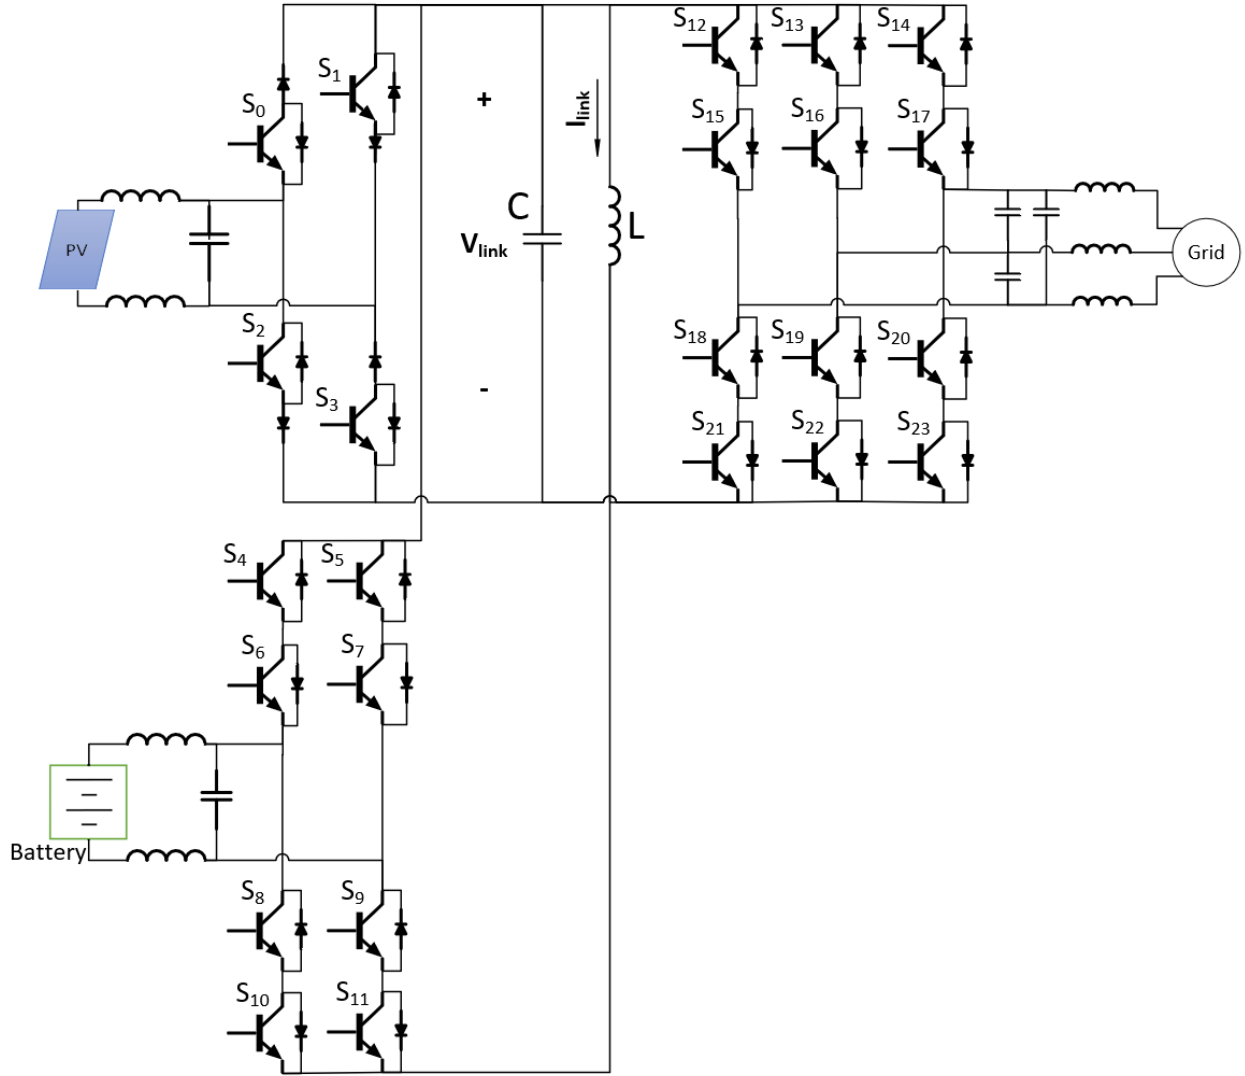 S12
S13
S14
S1
S0
+
Ilink
S15
S16
S17
C
L
Vlink
PV
Grid
S2
S18
S19
S20
-
S3
S21
S22
S23
S4
S5
S6
S7
Battery
S8
S9
S10
S11